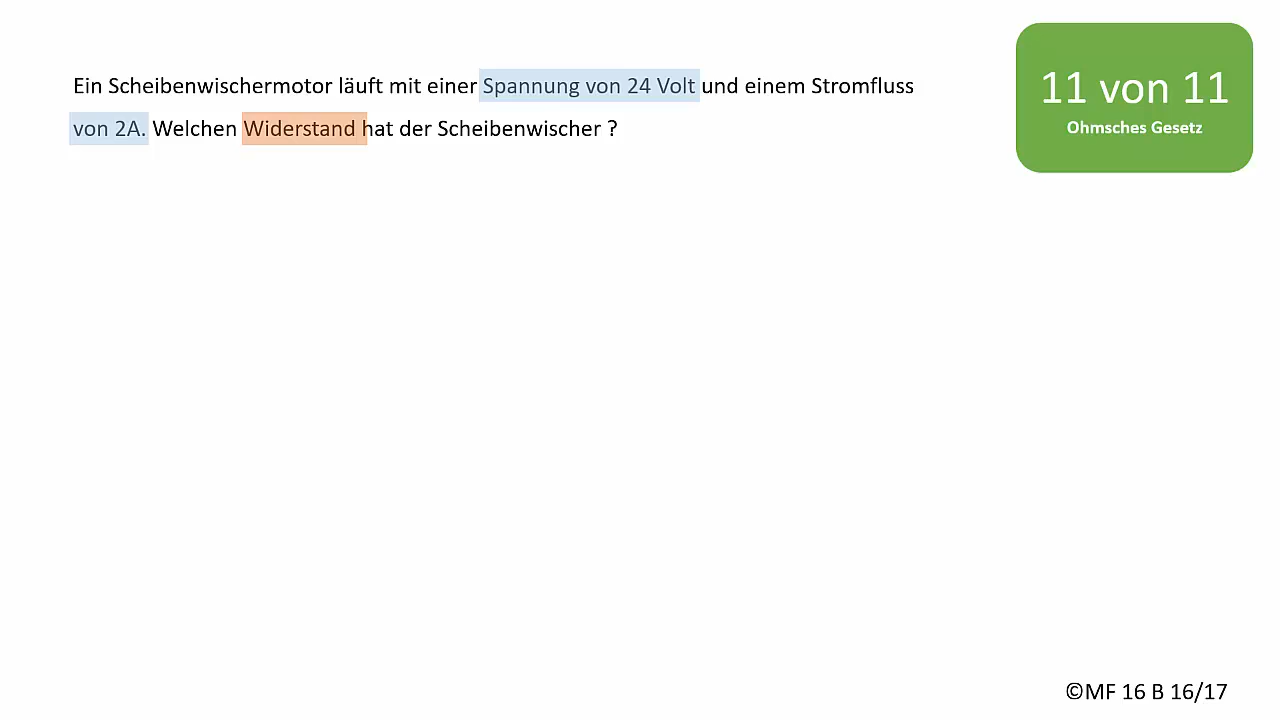 Ein Scheibenwischermotor läuft mit einer Spannung von 24 Volt und einem Stromfluss
von 2A. Welchen Widerstand hat der Scheibenwischer ?
11 von 11
Ohmsches Gesetz
©MF 16 B 16/17